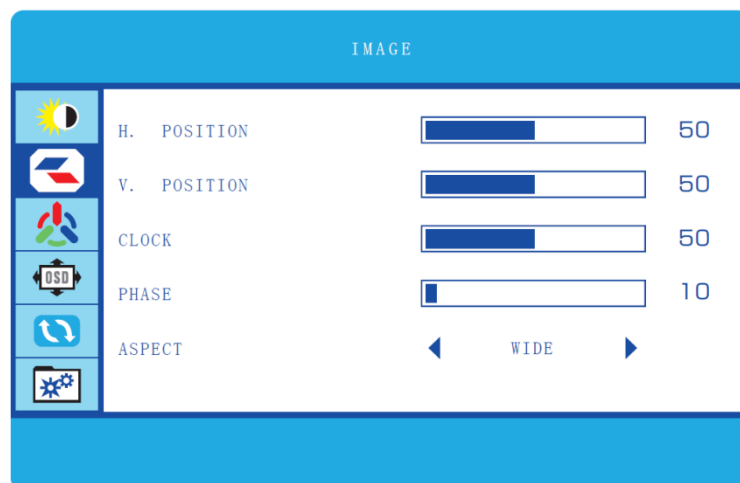 IMAGE
H. POSITION 50
V. POSITION 50
CLOCK 50
PHASE 10
OSD
ASPECT WIDE